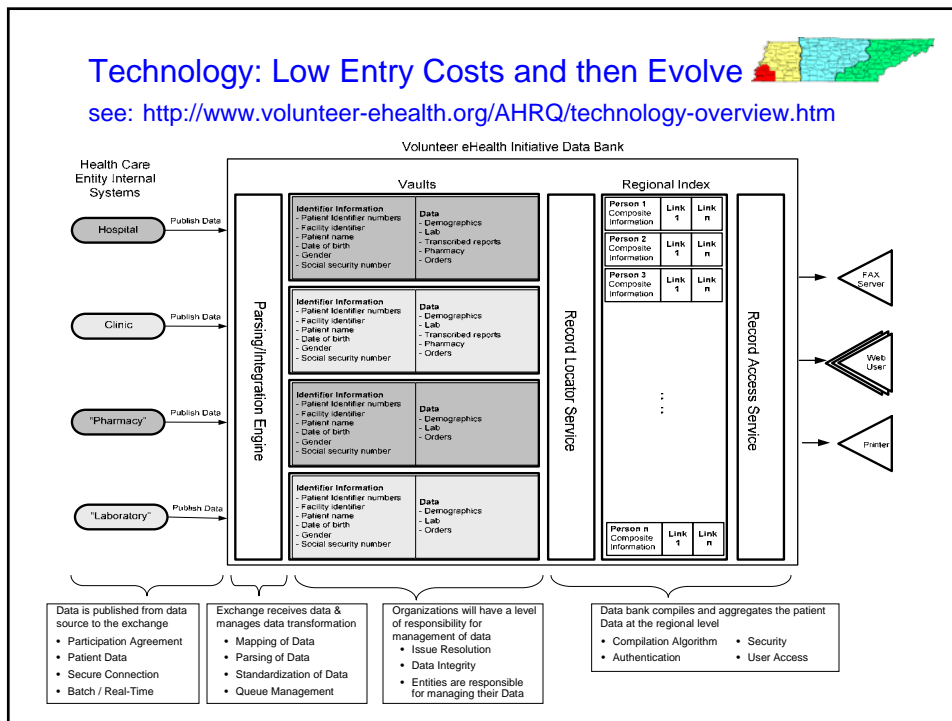 Technology: Low Entry Costs and then Evolve
see: http://www.volunteer-ehealth.org/AHRQ/technology-overview.htm
Volunteer eHealth Initiative Data Bank
Health Care
Entity Internal
Systems
Vaults
Regional Index
Hospital
Publish Data
Clinic
Publish Data
"Pharmacy"
Publish Data
"Laboratory"
Publish Data
Parsing/Integration Engine
Identifier Information
- Patient Identifier numbers
- Facility identifier
- Patient name
- Date of birth
- Gender
- Social security number
Data
- Demographics
- Lab
- Transcribed reports
- Pharmacy
- Orders
Identifier Information
- Patient Identifier numbers
- Facility identifier
- Patient name
- Date of birth
- Gender
- Social security number
Data
- Demographics
- Lab
- Transcribed reports
- Pharmacy
- Orders
Identifier Information
- Patient Identifier numbers
- Facility identifier
- Patient name
- Date of birth
- Gender
- Social security number
Data
- Demographics
- Lab
- Orders
Identifier Information
- Patient Identifier numbers
- Facility identifier
- Patient name
- Date of birth
- Gender
- Social security number
Data
- Demographics
- Lab
- Orders
Record Locator Service
Person 1
Composite
Information
Link
1
Link
n
Person 2
Composite
Information
Link
1
Link
n
Person 3
Composite
Information
Link
1
Link
n
Person n
Composite
Information
Link
1
Link
n
Record Access Service
FAX
Server
Web
User
Printer
Data is published from data
source to the exchange
• Participation Agreement
• Patient Data
• Secure Connection
• Batch / Real-Time
Exchange receives data &
manages data transformation
• Mapping of Data
• Parsing of Data
• Standardization of Data
• Queue Management
Organizations will have a level
of responsibility for
management of data
• Issue Resolution
• Data Integrity
• Entities are responsible
for managing their Data
Data bank compiles and aggregates the patient
Data at the regional level
• Compilation Algorithm
• Authentication
• Security
• User Access